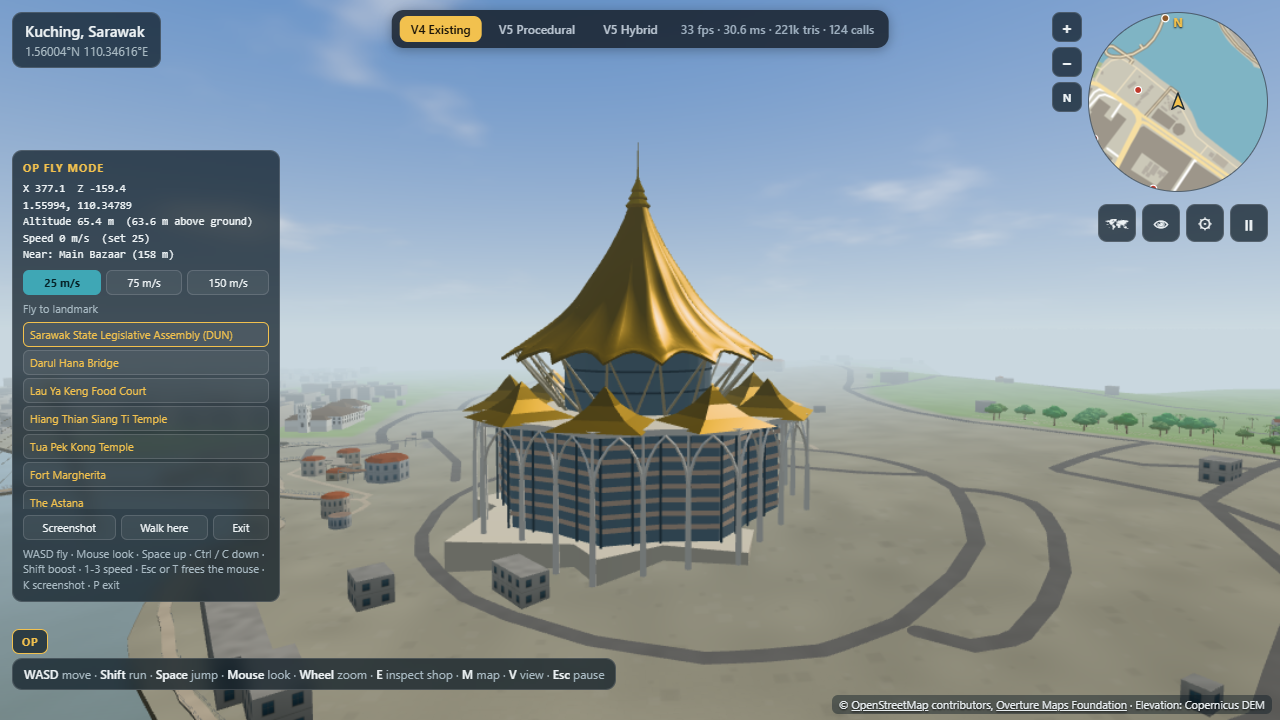 Kuching, Sarawak
1.56004°N 110.34616°E
V4 Existing
V5 Procedural
V5 Hybrid
33 fps · 30.6 ms · 221k tris · 124 calls
+
−
N
N
OP FLY MODE
X 377.1 Z -159.4
1.55994, 110.34789
Altitude 65.4 m (63.6 m above ground)
Speed 0 m/s (set 25)
Near: Main Bazaar (158 m)
25 m/s
75 m/s
150 m/s
Fly to landmark
Sarawak State Legislative Assembly (DUN)
Darul Hana Bridge
Lau Ya Keng Food Court
Hiang Thian Siang Ti Temple
Tua Pek Kong Temple
Fort Margherita
The Astana
Screenshot
Walk here
Exit
WASD fly · Mouse look · Space up · Ctrl / C down ·
Shift boost · 1-3 speed · Esc or T frees the mouse ·
K screenshot · P exit
OP
WASD move · Shift run · Space jump · Mouse look · Wheel zoom · E inspect shop · M map · V view · Esc pause
© OpenStreetMap contributors, Overture Maps Foundation · Elevation: Copernicus DEM